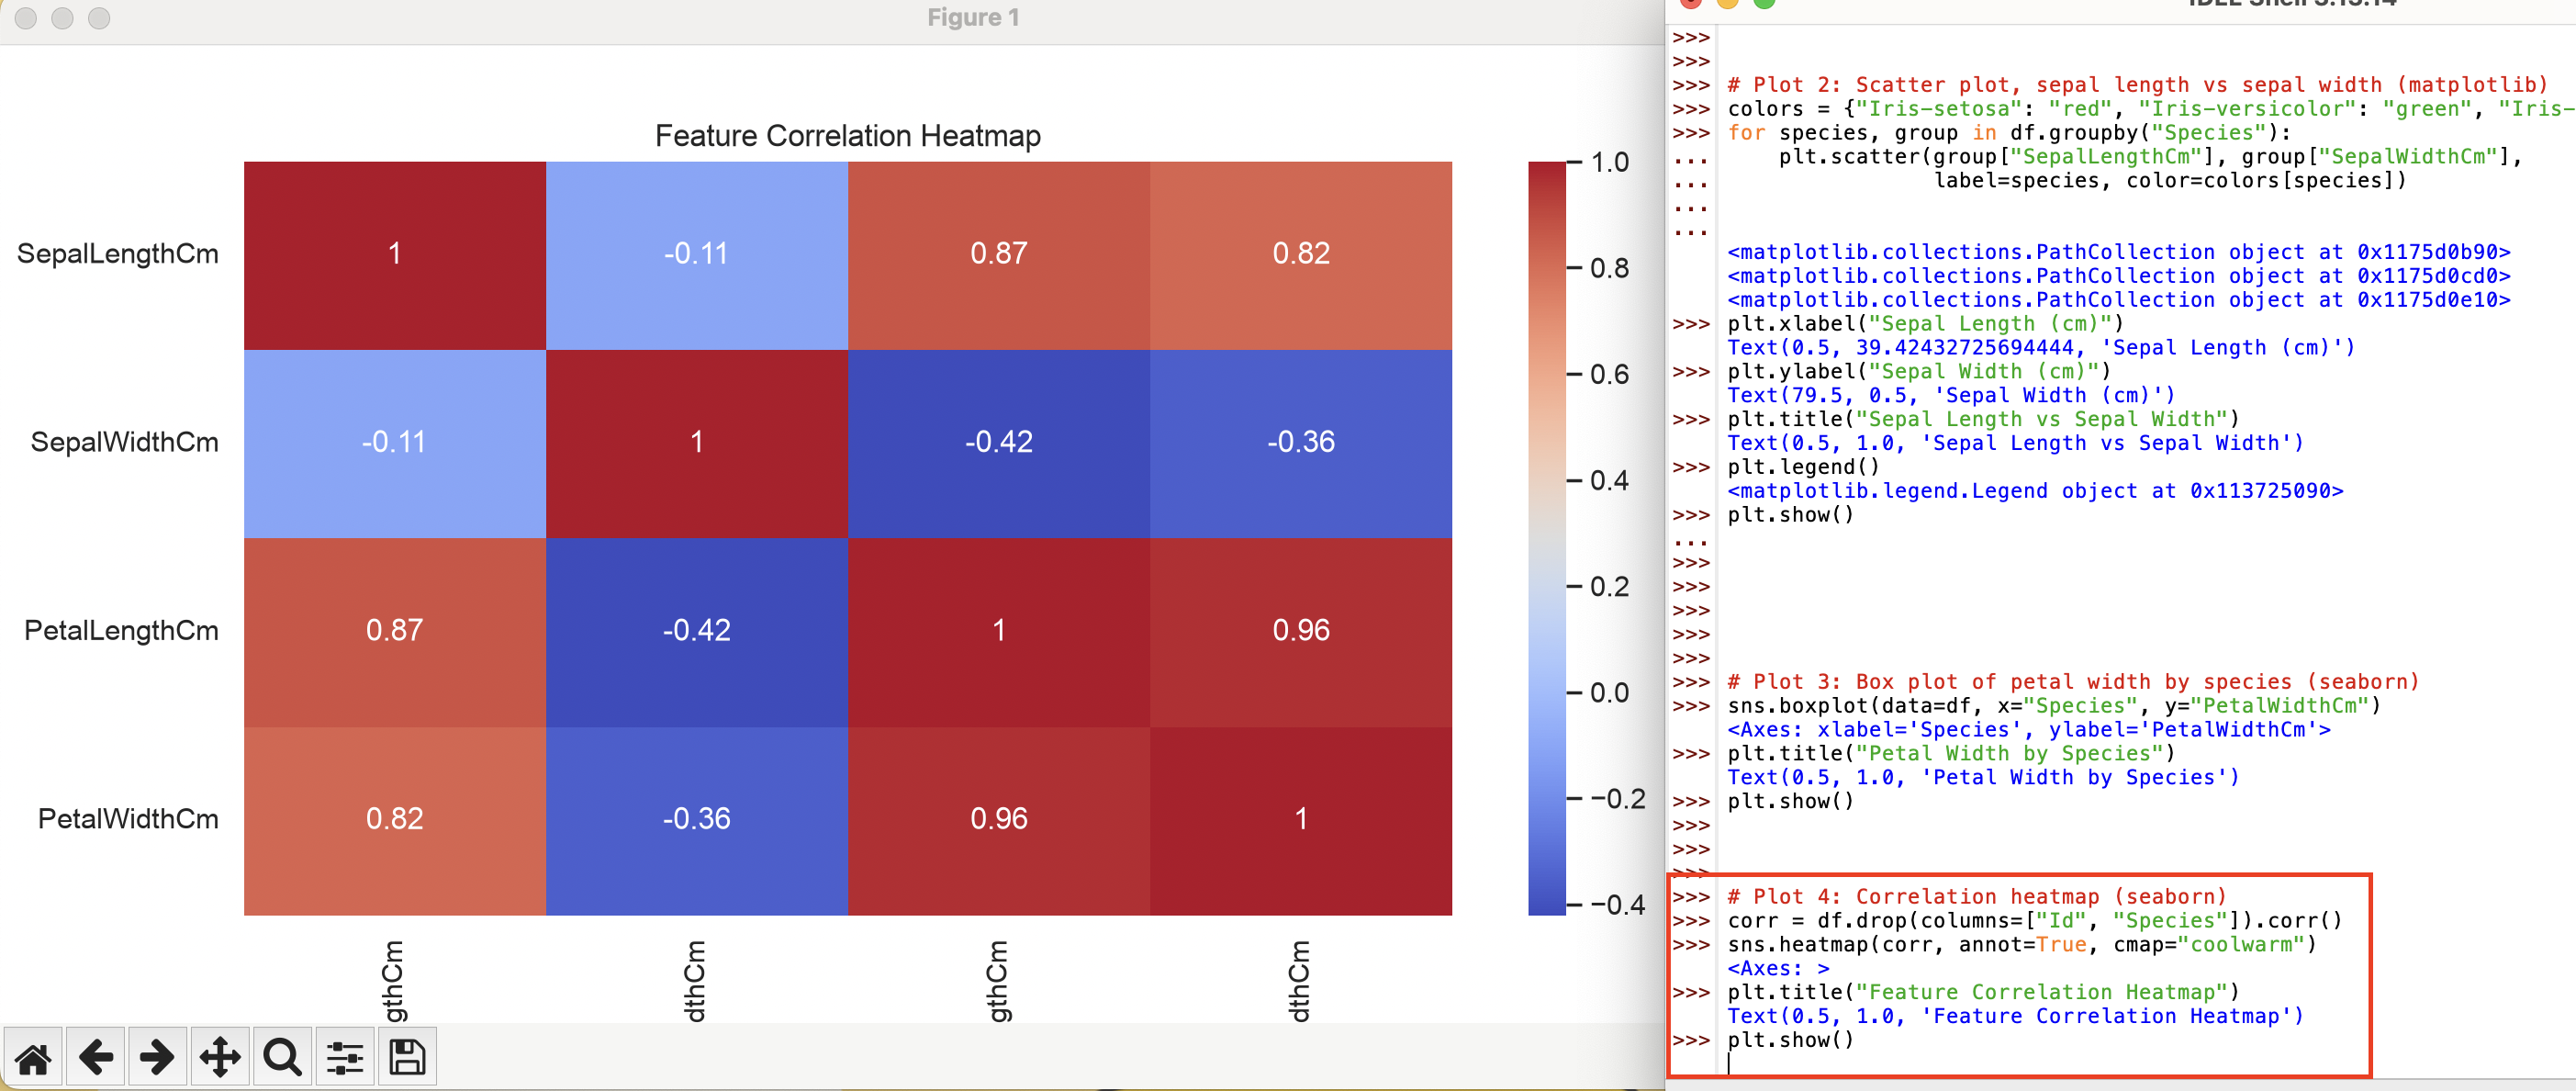 Figure 1
Feature Correlation Heatmap
SepalLengthCm
1 -0.11 0.87 0.82
SepalWidthCm
-0.11 1 -0.42 -0.36
PetalLengthCm
0.87 -0.42 1 0.96
PetalWidthCm
0.82 -0.36 0.96 1
gthCm dthCm gthCm dthCm
1.0
0.8
0.6
0.4
0.2
0.0
−0.2
−0.4
>>>
>>>
>>> # Plot 2: Scatter plot, sepal length vs sepal width (matplotlib)
>>> colors = {"Iris-setosa": "red", "Iris-versicolor": "green", "Iris-
>>> for species, group in df.groupby("Species"):
...     plt.scatter(group["SepalLengthCm"], group["SepalWidthCm"],
...                 label=species, color=colors[species])
...
...
<matplotlib.collections.PathCollection object at 0x1175d0b90>
<matplotlib.collections.PathCollection object at 0x1175d0cd0>
<matplotlib.collections.PathCollection object at 0x1175d0e10>
>>> plt.xlabel("Sepal Length (cm)")
Text(0.5, 39.42432725694444, 'Sepal Length (cm)')
>>> plt.ylabel("Sepal Width (cm)")
Text(79.5, 0.5, 'Sepal Width (cm)')
>>> plt.title("Sepal Length vs Sepal Width")
Text(0.5, 1.0, 'Sepal Length vs Sepal Width')
>>> plt.legend()
<matplotlib.legend.Legend object at 0x113725090>
>>> plt.show()
...
>>>
>>>
>>>
>>>
>>>
>>> # Plot 3: Box plot of petal width by species (seaborn)
>>> sns.boxplot(data=df, x="Species", y="PetalWidthCm")
<Axes: xlabel='Species', ylabel='PetalWidthCm'>
>>> plt.title("Petal Width by Species")
Text(0.5, 1.0, 'Petal Width by Species')
>>> plt.show()
>>>
>>>
>>>
>>> # Plot 4: Correlation heatmap (seaborn)
>>> corr = df.drop(columns=["Id", "Species"]).corr()
>>> sns.heatmap(corr, annot=True, cmap="coolwarm")
<Axes: >
>>> plt.title("Feature Correlation Heatmap")
Text(0.5, 1.0, 'Feature Correlation Heatmap')
>>> plt.show()